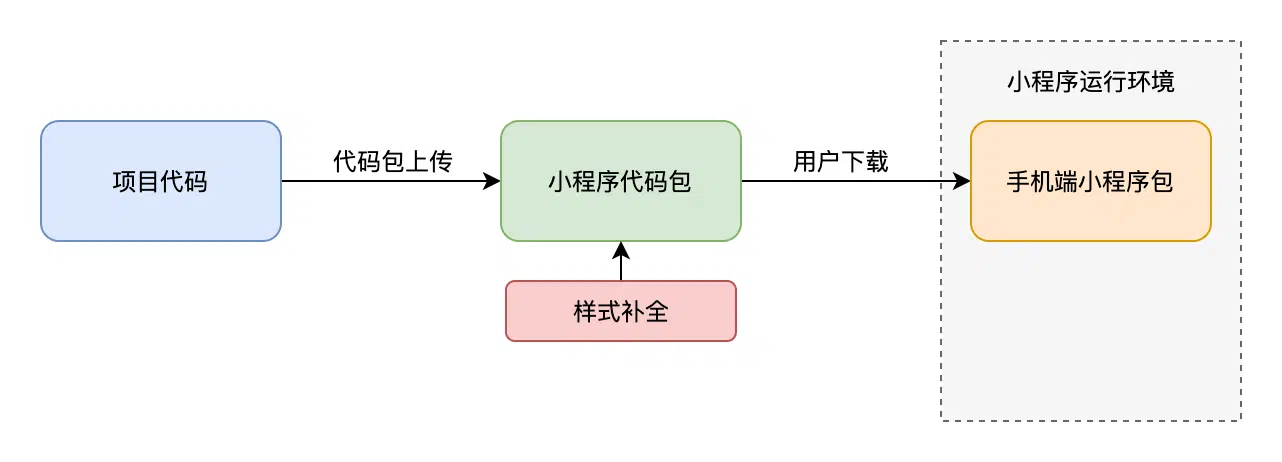 小程序运行环境
项目代码
代码包上传
小程序代码包
用户下载
手机端小程序包
样式补全